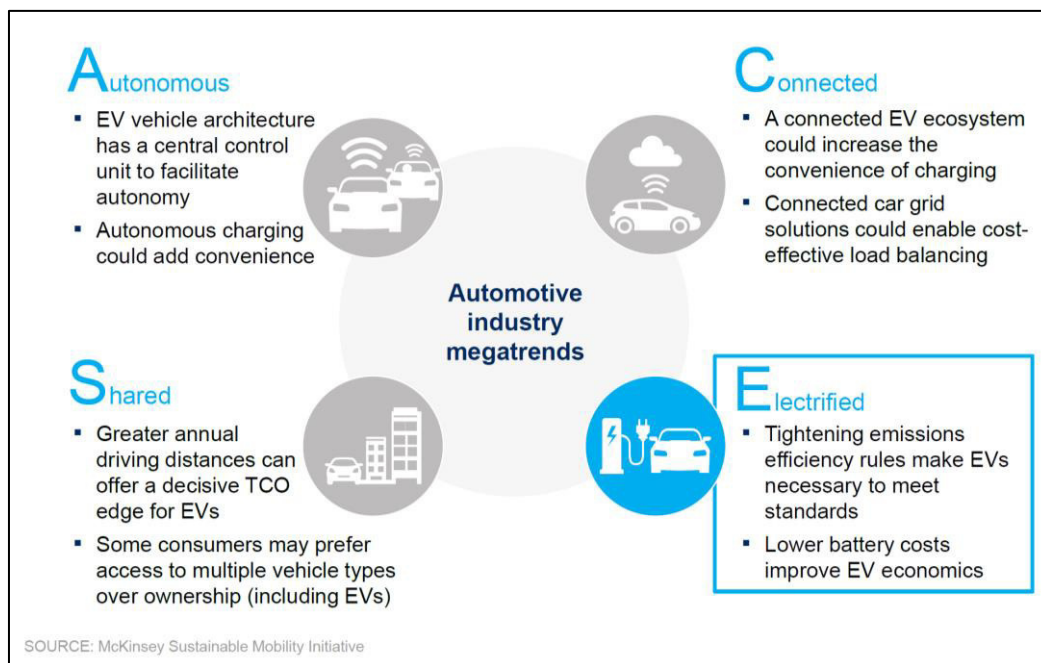 Autonomous
▪ EV vehicle architecture
has a central control
unit to facilitate
autonomy
▪ Autonomous charging
could add convenience
Connected
▪ A connected EV ecosystem
could increase the
convenience of charging
▪ Connected car grid
solutions could enable cost-
effective load balancing
Automotive
industry
megatrends
Shared
▪ Greater annual
driving distances can
offer a decisive TCO
edge for EVs
▪ Some consumers may prefer
access to multiple vehicle types
over ownership (including EVs)
Electrified
▪ Tightening emissions
efficiency rules make EVs
necessary to meet
standards
▪ Lower battery costs
improve EV economics
SOURCE: McKinsey Sustainable Mobility Initiative